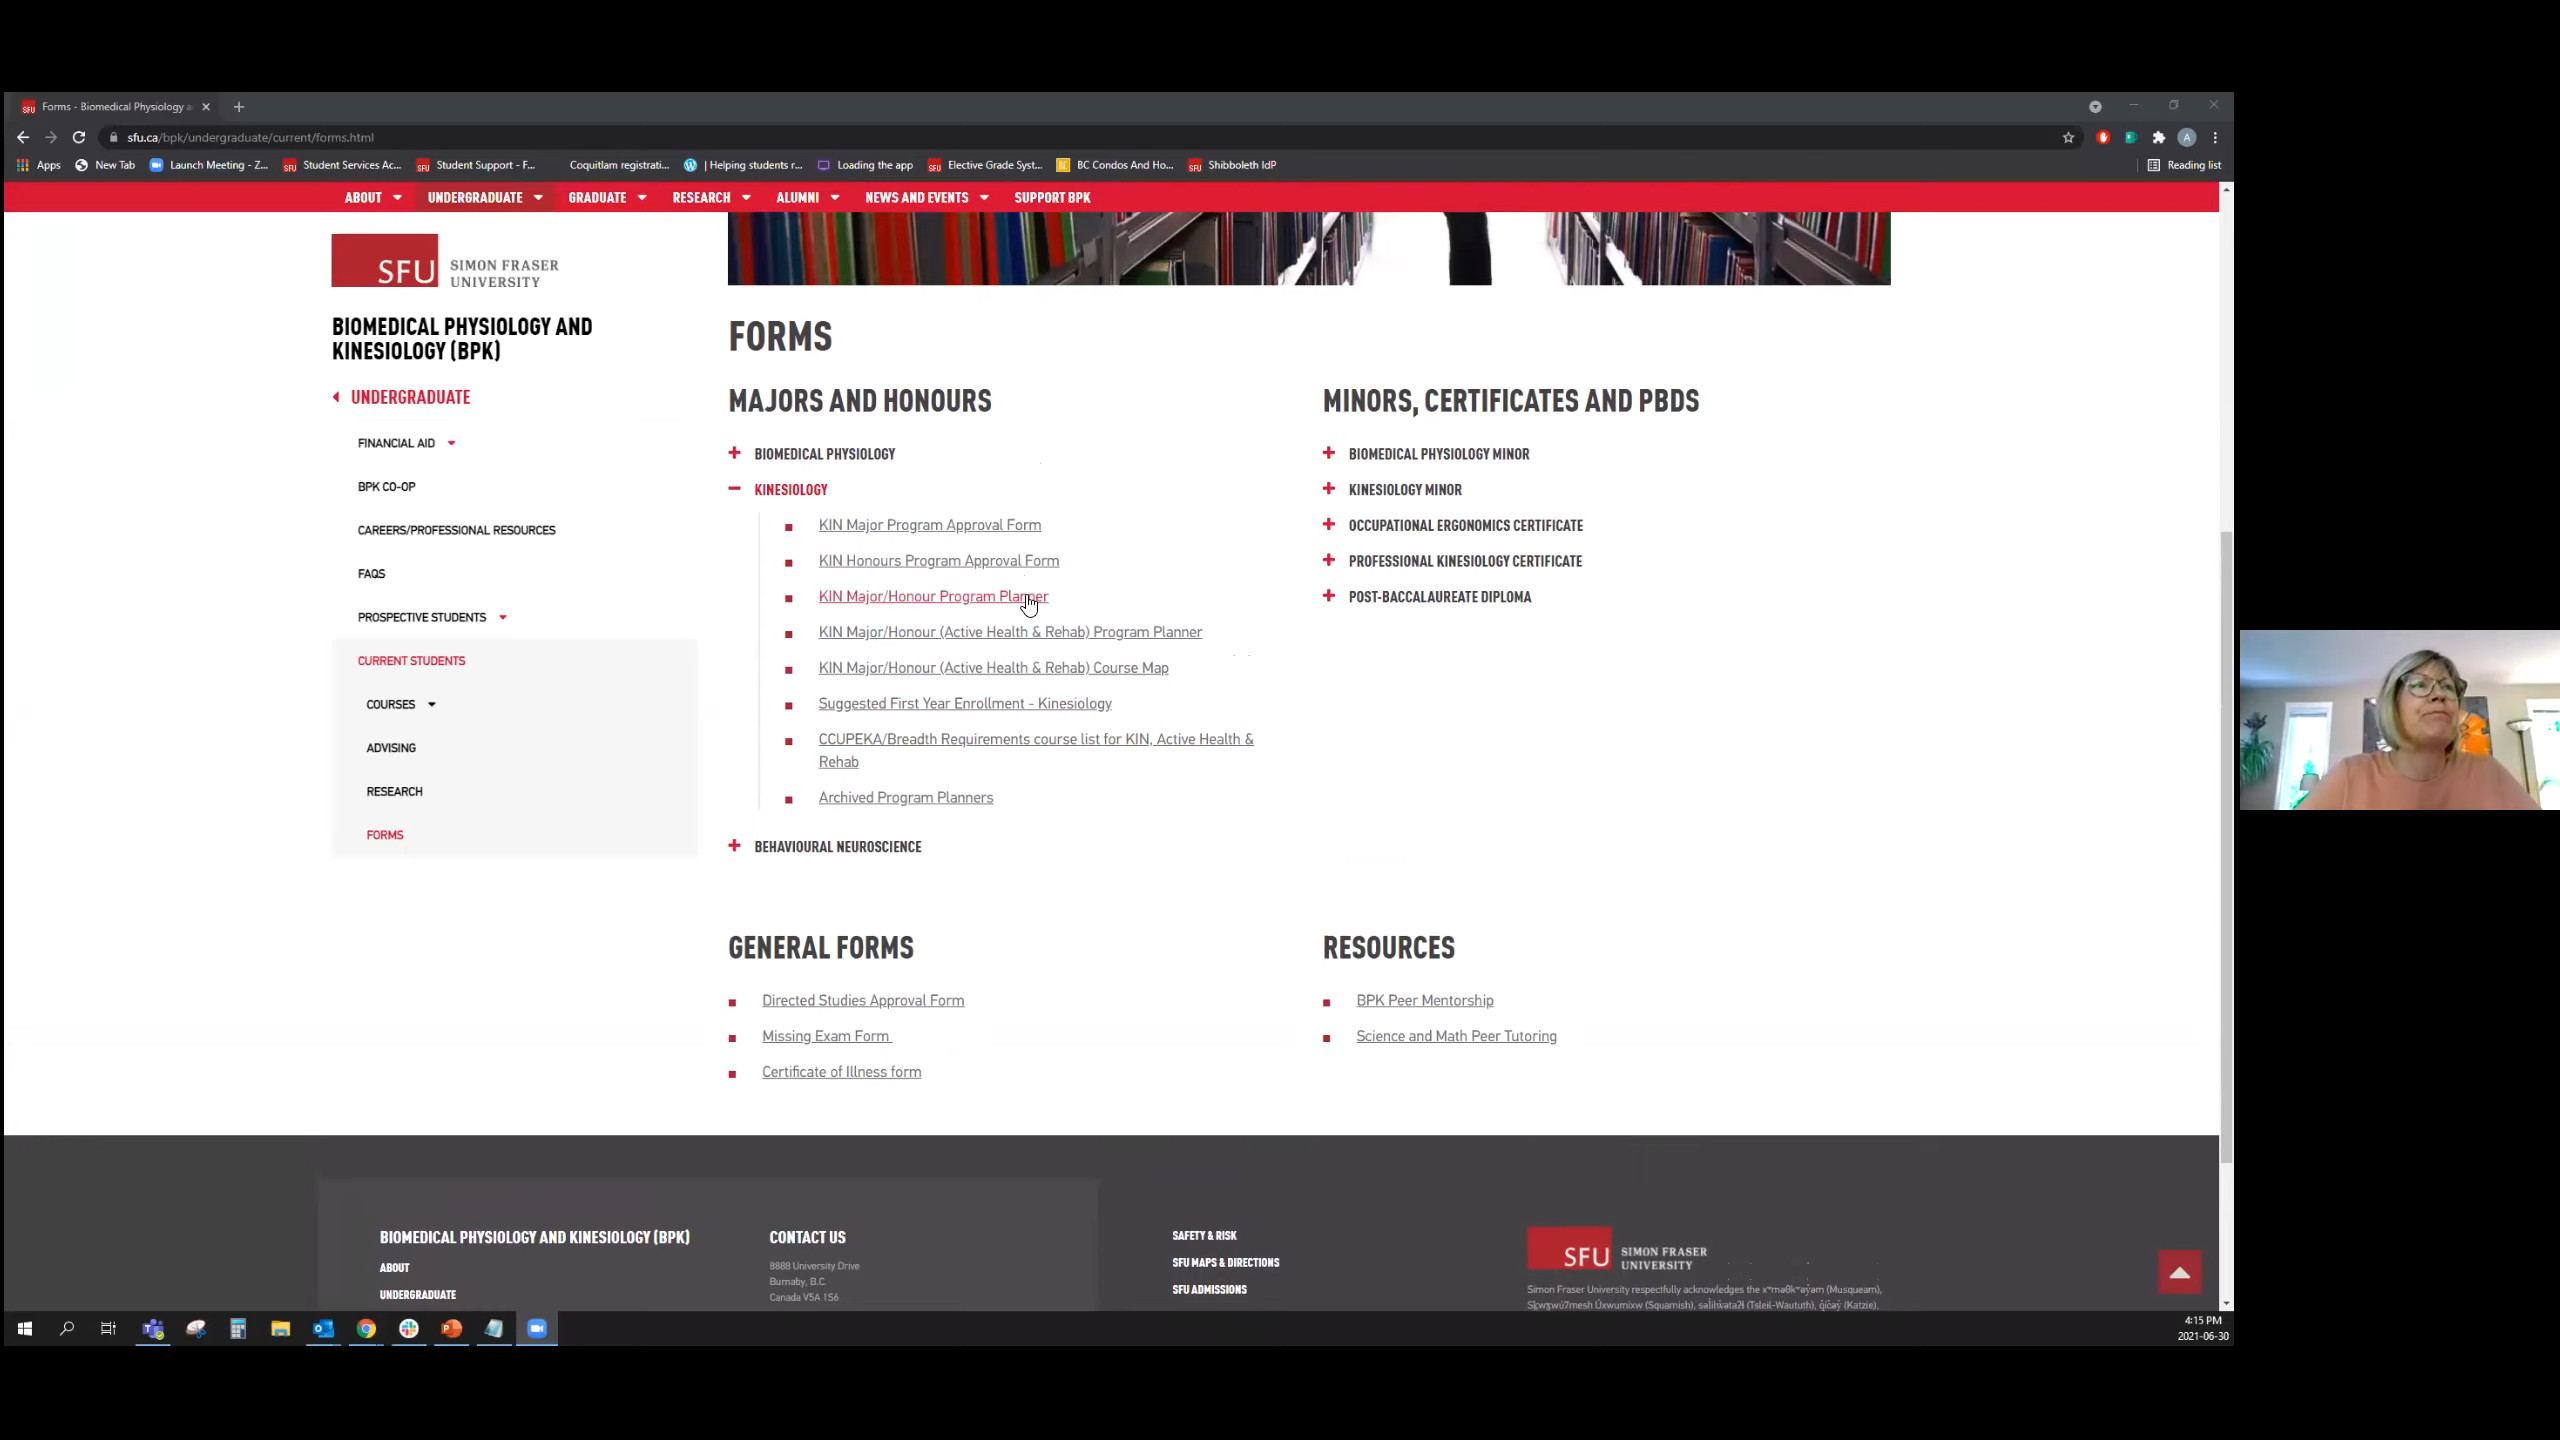 Forms - Biomedical Physiology a
sfu.ca/bpk/undergraduate/current/forms.html
Apps New Tab Launch Meeting - Z... Student Services Ac... Student Support - F... Coquitlam registrati... | Helping students r... Loading the app Elective Grade Syst... BC Condos And Ho... Shibboleth IdP Reading list
ABOUT UNDERGRADUATE GRADUATE RESEARCH ALUMNI NEWS AND EVENTS SUPPORT BPK
SFU SIMON FRASER
UNIVERSITY
BIOMEDICAL PHYSIOLOGY AND
KINESIOLOGY (BPK)
UNDERGRADUATE
FINANCIAL AID
BPK CO-OP
CAREERS/PROFESSIONAL RESOURCES
FAQS
PROSPECTIVE STUDENTS
CURRENT STUDENTS
COURSES
ADVISING
RESEARCH
FORMS
FORMS
MAJORS AND HONOURS
+ BIOMEDICAL PHYSIOLOGY
– KINESIOLOGY
KIN Major Program Approval Form
KIN Honours Program Approval Form
KIN Major/Honour Program Planner
KIN Major/Honour (Active Health & Rehab) Program Planner
KIN Major/Honour (Active Health & Rehab) Course Map
Suggested First Year Enrollment - Kinesiology
CCUPEKA/Breadth Requirements course list for KIN, Active Health &
Rehab
Archived Program Planners
+ BEHAVIOURAL NEUROSCIENCE
MINORS, CERTIFICATES AND PBDS
+ BIOMEDICAL PHYSIOLOGY MINOR
+ KINESIOLOGY MINOR
+ OCCUPATIONAL ERGONOMICS CERTIFICATE
+ PROFESSIONAL KINESIOLOGY CERTIFICATE
+ POST-BACCALAUREATE DIPLOMA
GENERAL FORMS
Directed Studies Approval Form
Missing Exam Form
Certificate of Illness form
RESOURCES
BPK Peer Mentorship
Science and Math Peer Tutoring
BIOMEDICAL PHYSIOLOGY AND KINESIOLOGY (BPK)
ABOUT
UNDERGRADUATE
CONTACT US
8888 University Drive
Burnaby, B.C.
Canada V5A 1S6
SAFETY & RISK
SFU MAPS & DIRECTIONS
SFU ADMISSIONS
SFU SIMON FRASER
UNIVERSITY
Simon Fraser University respectfully acknowledges the xʷməθkʷəy̓əm (Musqueam),
(Squamish), (Tsleil-Waututh), (Katzie),
4:15 PM
2021-06-30